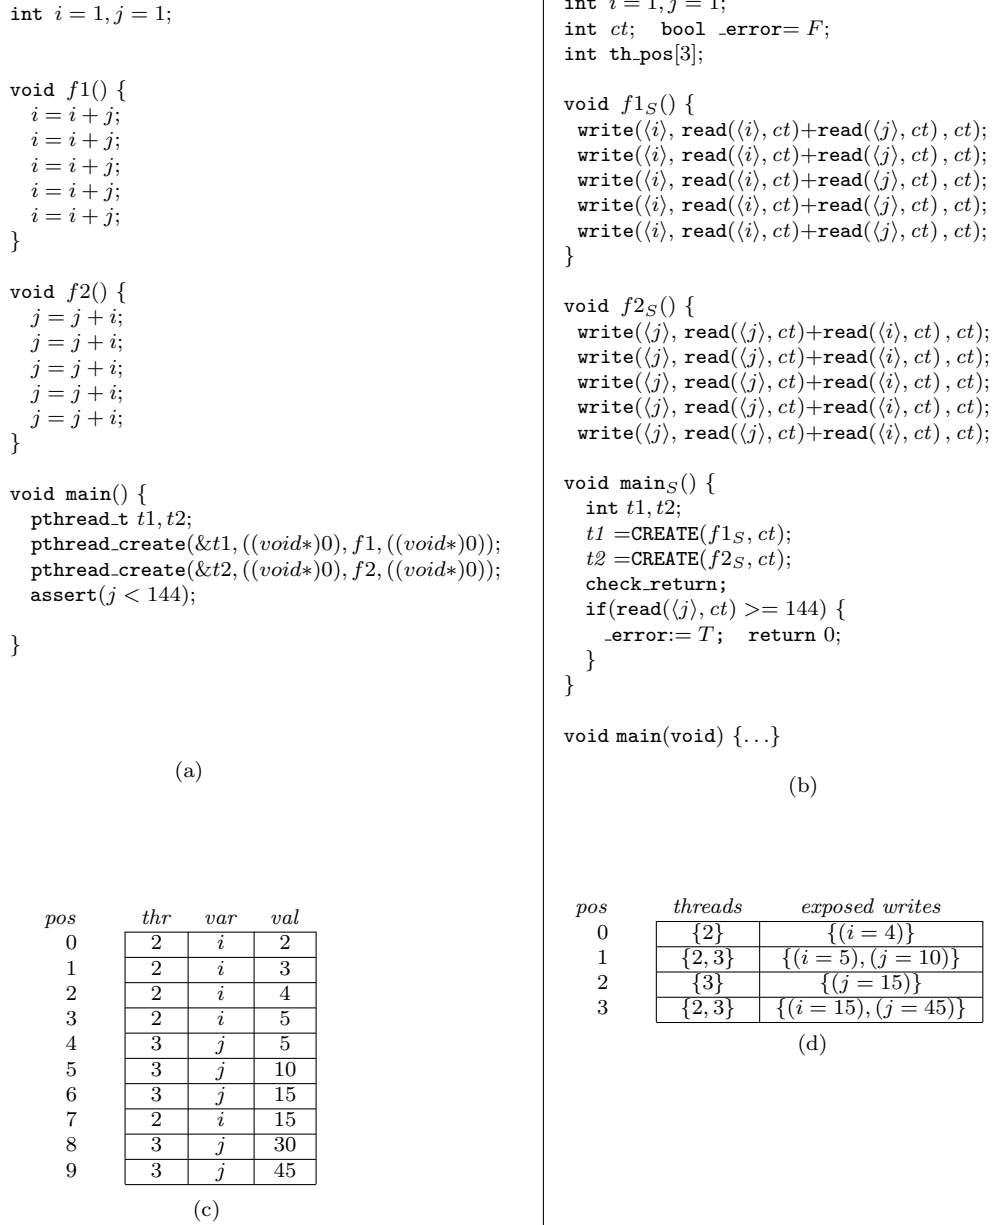 int i = 1, j = 1;
void f1() {
i = i + j;
i = i + j;
i = i + j;
i = i + j;
i = i + j;
}
void f2() {
j = j + i;
j = j + i;
j = j + i;
j = j + i;
j = j + i;
}
void main() {
pthread_t t1, t2;
pthread_create(&t1, ((void*)0), f1, ((void*)0));
pthread_create(&t2, ((void*)0), f2, ((void*)0));
assert(j < 144);
}
(a)
int i = 1, j = 1;
int ct; bool _error= F;
int th_pos[3];
void f1_S() {
write(⟨i⟩, read(⟨i⟩, ct)+read(⟨j⟩, ct) , ct);
write(⟨i⟩, read(⟨i⟩, ct)+read(⟨j⟩, ct) , ct);
write(⟨i⟩, read(⟨i⟩, ct)+read(⟨j⟩, ct) , ct);
write(⟨i⟩, read(⟨i⟩, ct)+read(⟨j⟩, ct) , ct);
write(⟨i⟩, read(⟨i⟩, ct)+read(⟨j⟩, ct) , ct);
}
void f2_S() {
write(⟨j⟩, read(⟨j⟩, ct)+read(⟨i⟩, ct) , ct);
write(⟨j⟩, read(⟨j⟩, ct)+read(⟨i⟩, ct) , ct);
write(⟨j⟩, read(⟨j⟩, ct)+read(⟨i⟩, ct) , ct);
write(⟨j⟩, read(⟨j⟩, ct)+read(⟨i⟩, ct) , ct);
write(⟨j⟩, read(⟨j⟩, ct)+read(⟨i⟩, ct) , ct);
void main_S() {
int t1, t2;
t1 =CREATE(f1_S, ct);
t2 =CREATE(f2_S, ct);
check_return;
if(read(⟨j⟩, ct) >= 144) {
_error:= T; return 0;
}
}
void main(void) {...}
(b)
pos thr var val
0 2 i 2
1 2 i 3
2 2 i 4
3 2 i 5
4 3 j 5
5 3 j 10
6 3 j 15
7 2 i 15
8 3 j 30
9 3 j 45
(c)
pos threads exposed writes
0 {2} {(i = 4)}
1 {2, 3} {(i = 5), (j = 10)}
2 {3} {(j = 15)}
3 {2, 3} {(i = 15), (j = 45)}
(d)